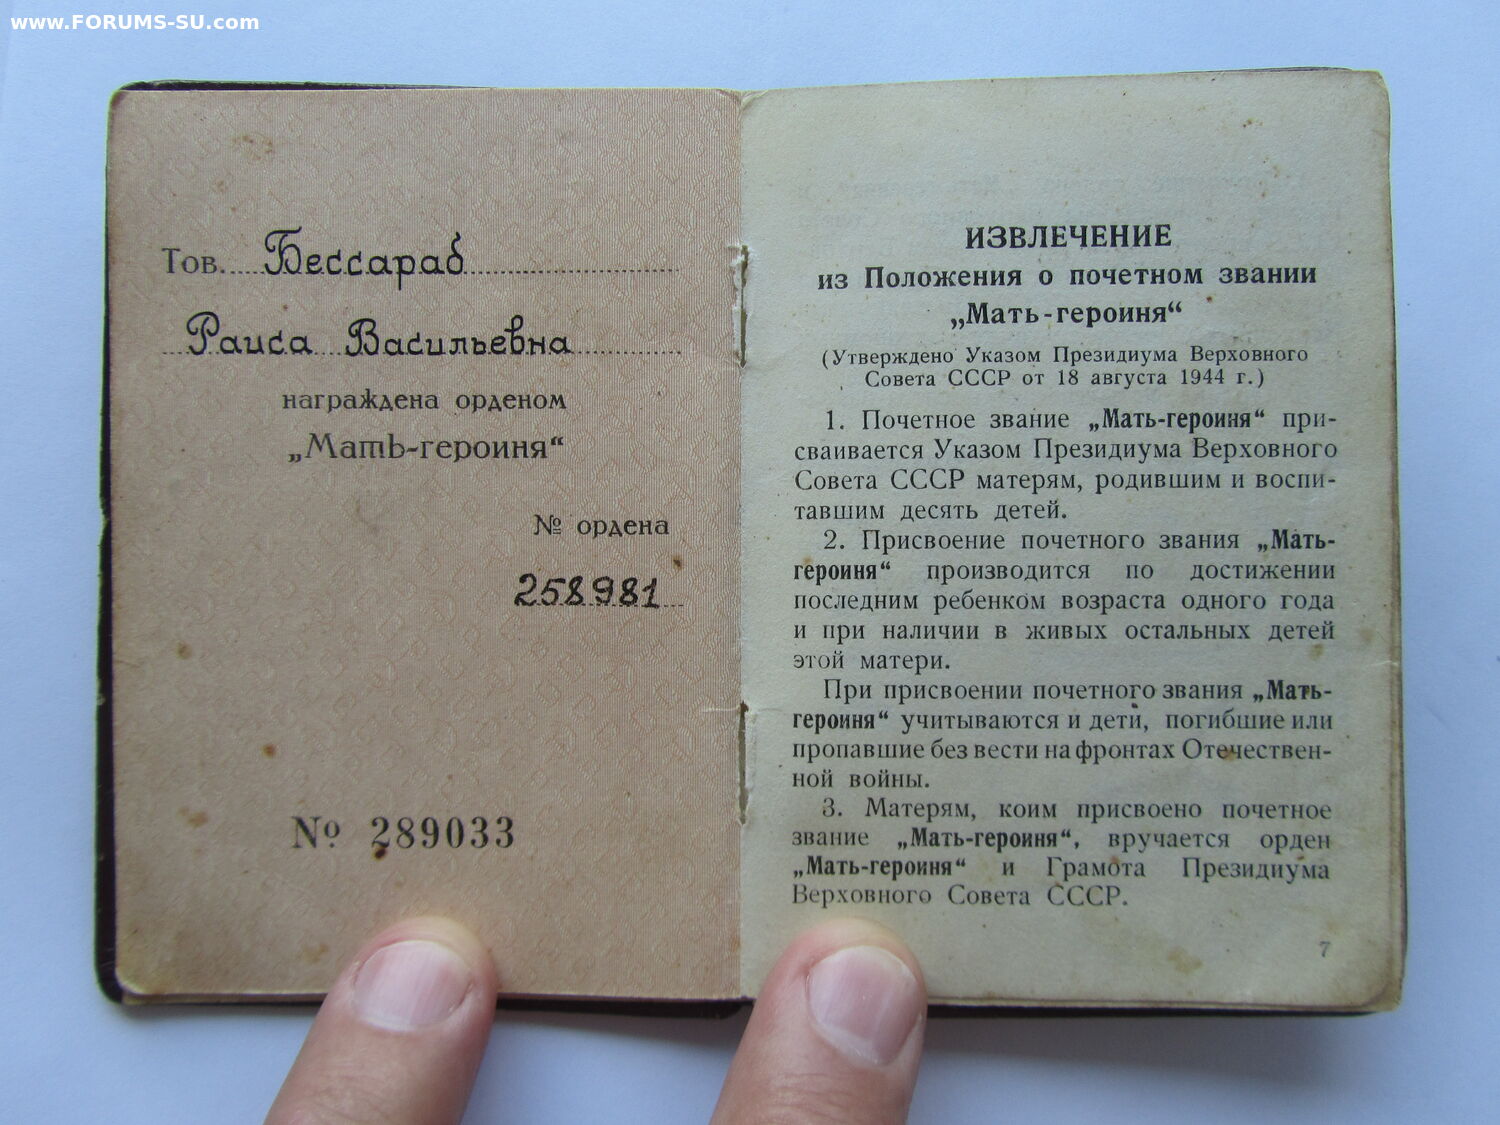 www.FORUMS-SU.com
Тов. Бессараб
Раиса Васильевна
награждена орденом
„Мать-героиня“
№ ордена
258981
№ 289033
ИЗВЛЕЧЕНИЕ
из Положения о почетном звании
„Мать-героиня“
(Утверждено Указом Президиума Верховного
Совета СССР от 18 августа 1944 г.)
1. Почетное звание „Мать-героиня“ при-
сваивается Указом Президиума Верховного
Совета СССР матерям, родившим и воспи-
тавшим десять детей.
2. Присвоение почетного звания „Мать-
героиня“ производится по достижении
последним ребенком возраста одного года
и при наличии в живых остальных детей
этой матери.
При присвоении почетного звания „Мать-
героиня“ учитываются и дети, погибшие или
пропавшие без вести на фронтах Отечествен-
ной войны.
3. Матерям, коим присвоено почетное
звание „Мать-героиня“, вручается орден
„Мать-героиня“ и Грамота Президиума
Верховного Совета СССР.
7